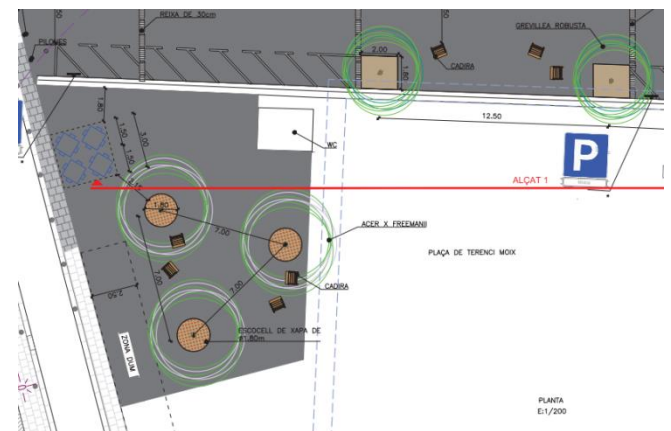 REIXA DE 30cm
GREVILLEA ROBUSTA
PILONES
2.00
CADIRA
1.80
12.50
1.50
3.00
1.50
WC
P
ALÇAT 1
1.80
7.00
ACER X FREEMANII
PLAÇA DE TERENCI MOIX
7.00
7.00
CADIRA
2.50
ESCOCELL DE XAPA DE
ZONA DUM
PLANTA
E:1/200